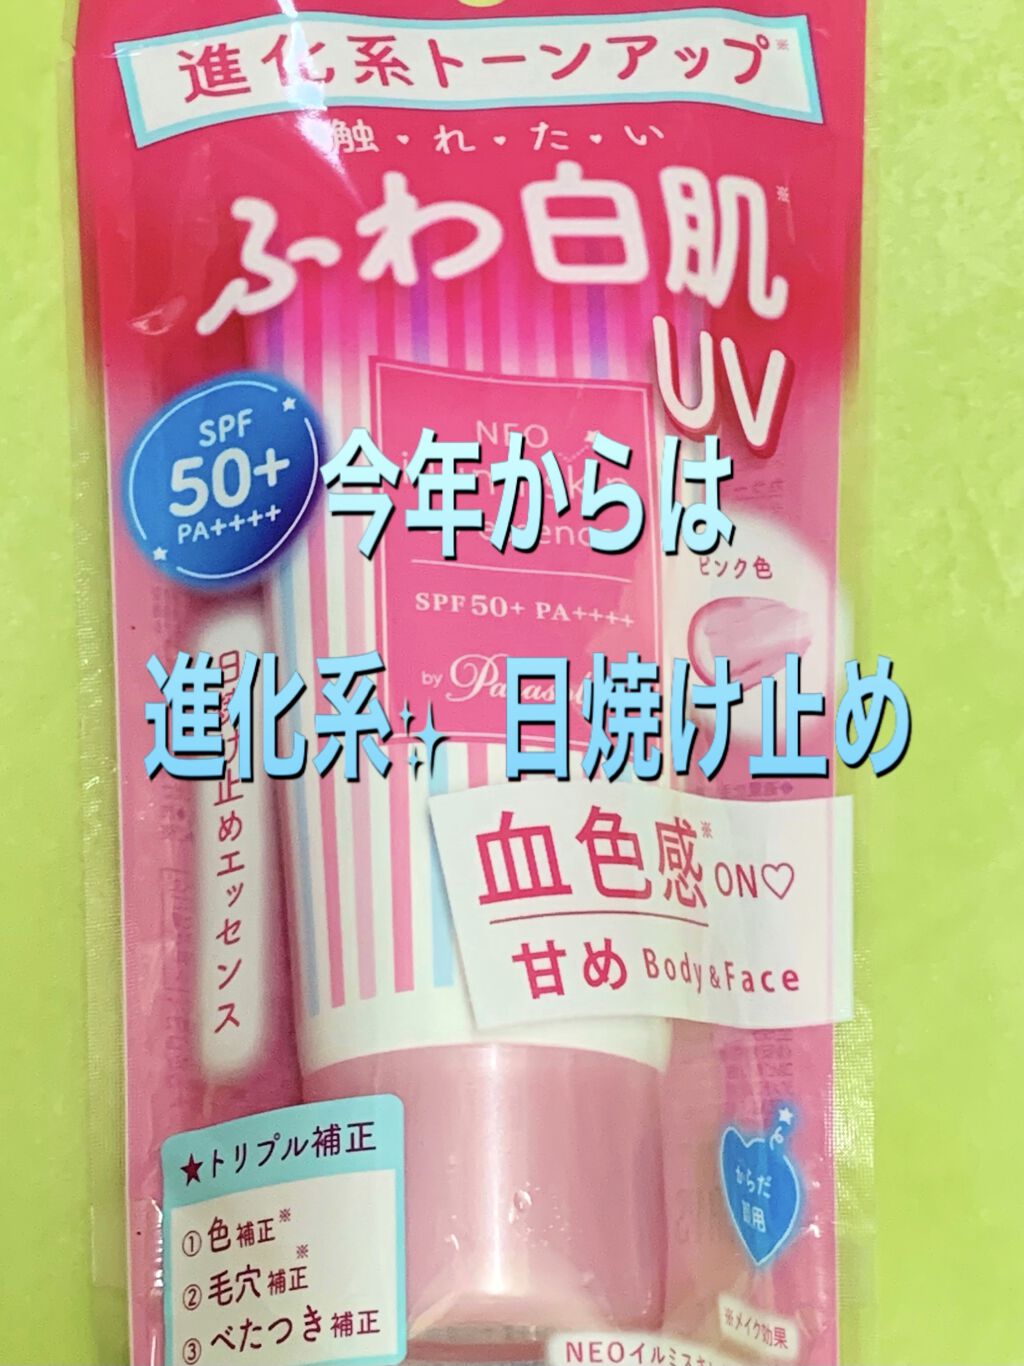 進化系トーンアップ※
触・れ・た・い
ふわ白肌※
UV
SPF
50+
PA++++
NEO
今年からは
ピンク色
SPF50+ PA++++
by
進化系✨日焼け止め
日焼け止めエッセンス
血色感※ON♡
甘め Body&Face
★トリプル補正
①色補正※
②毛穴補正※
③べたつき補正
からだ
※メイク効果
NEOイルミスキ